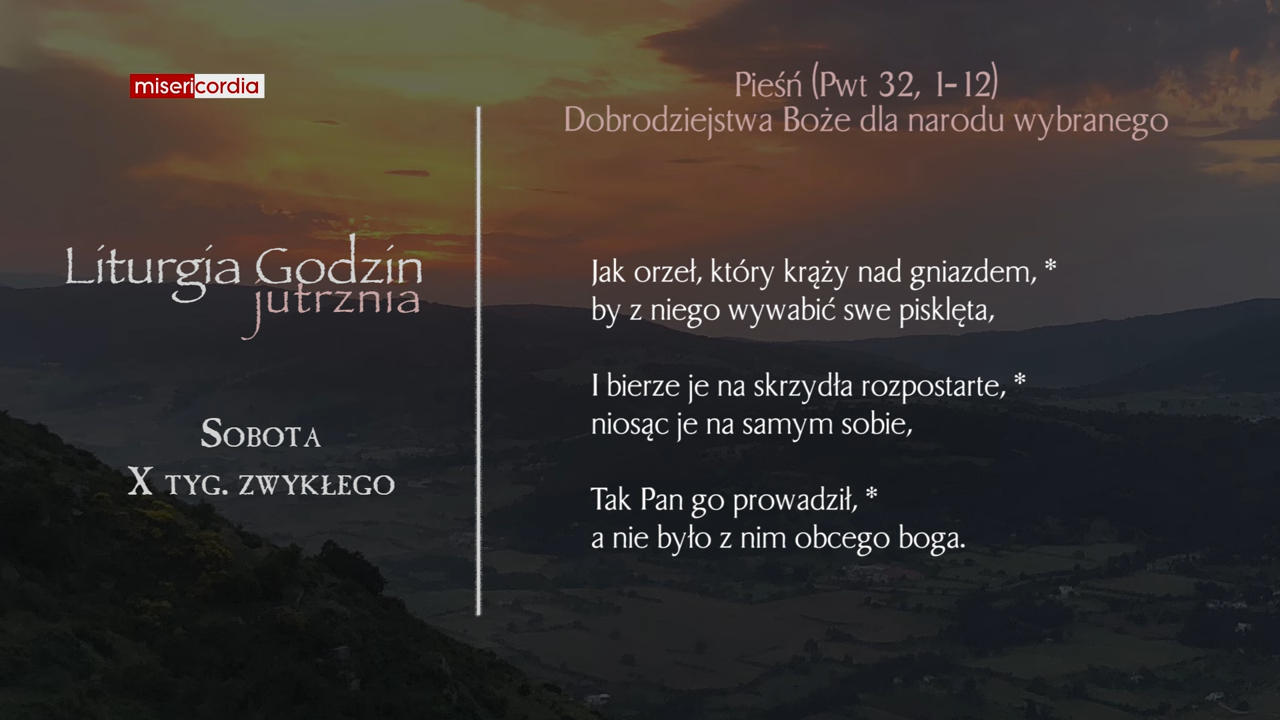 misericordia
Liturgia Godzin
jutrznia
Sobota
X tyg. zwykłego
Pieśń (Pwt 32, 1-12)
Dobrodziejstwa Boże dla narodu wybranego
Jak orzeł, który krąży nad gniazdem, *
by z niego wywabić swe pisklęta,
I bierze je na skrzydła rozpostarte, *
niosąc je na samym sobie,
Tak Pan go prowadził, *
a nie było z nim obcego boga.